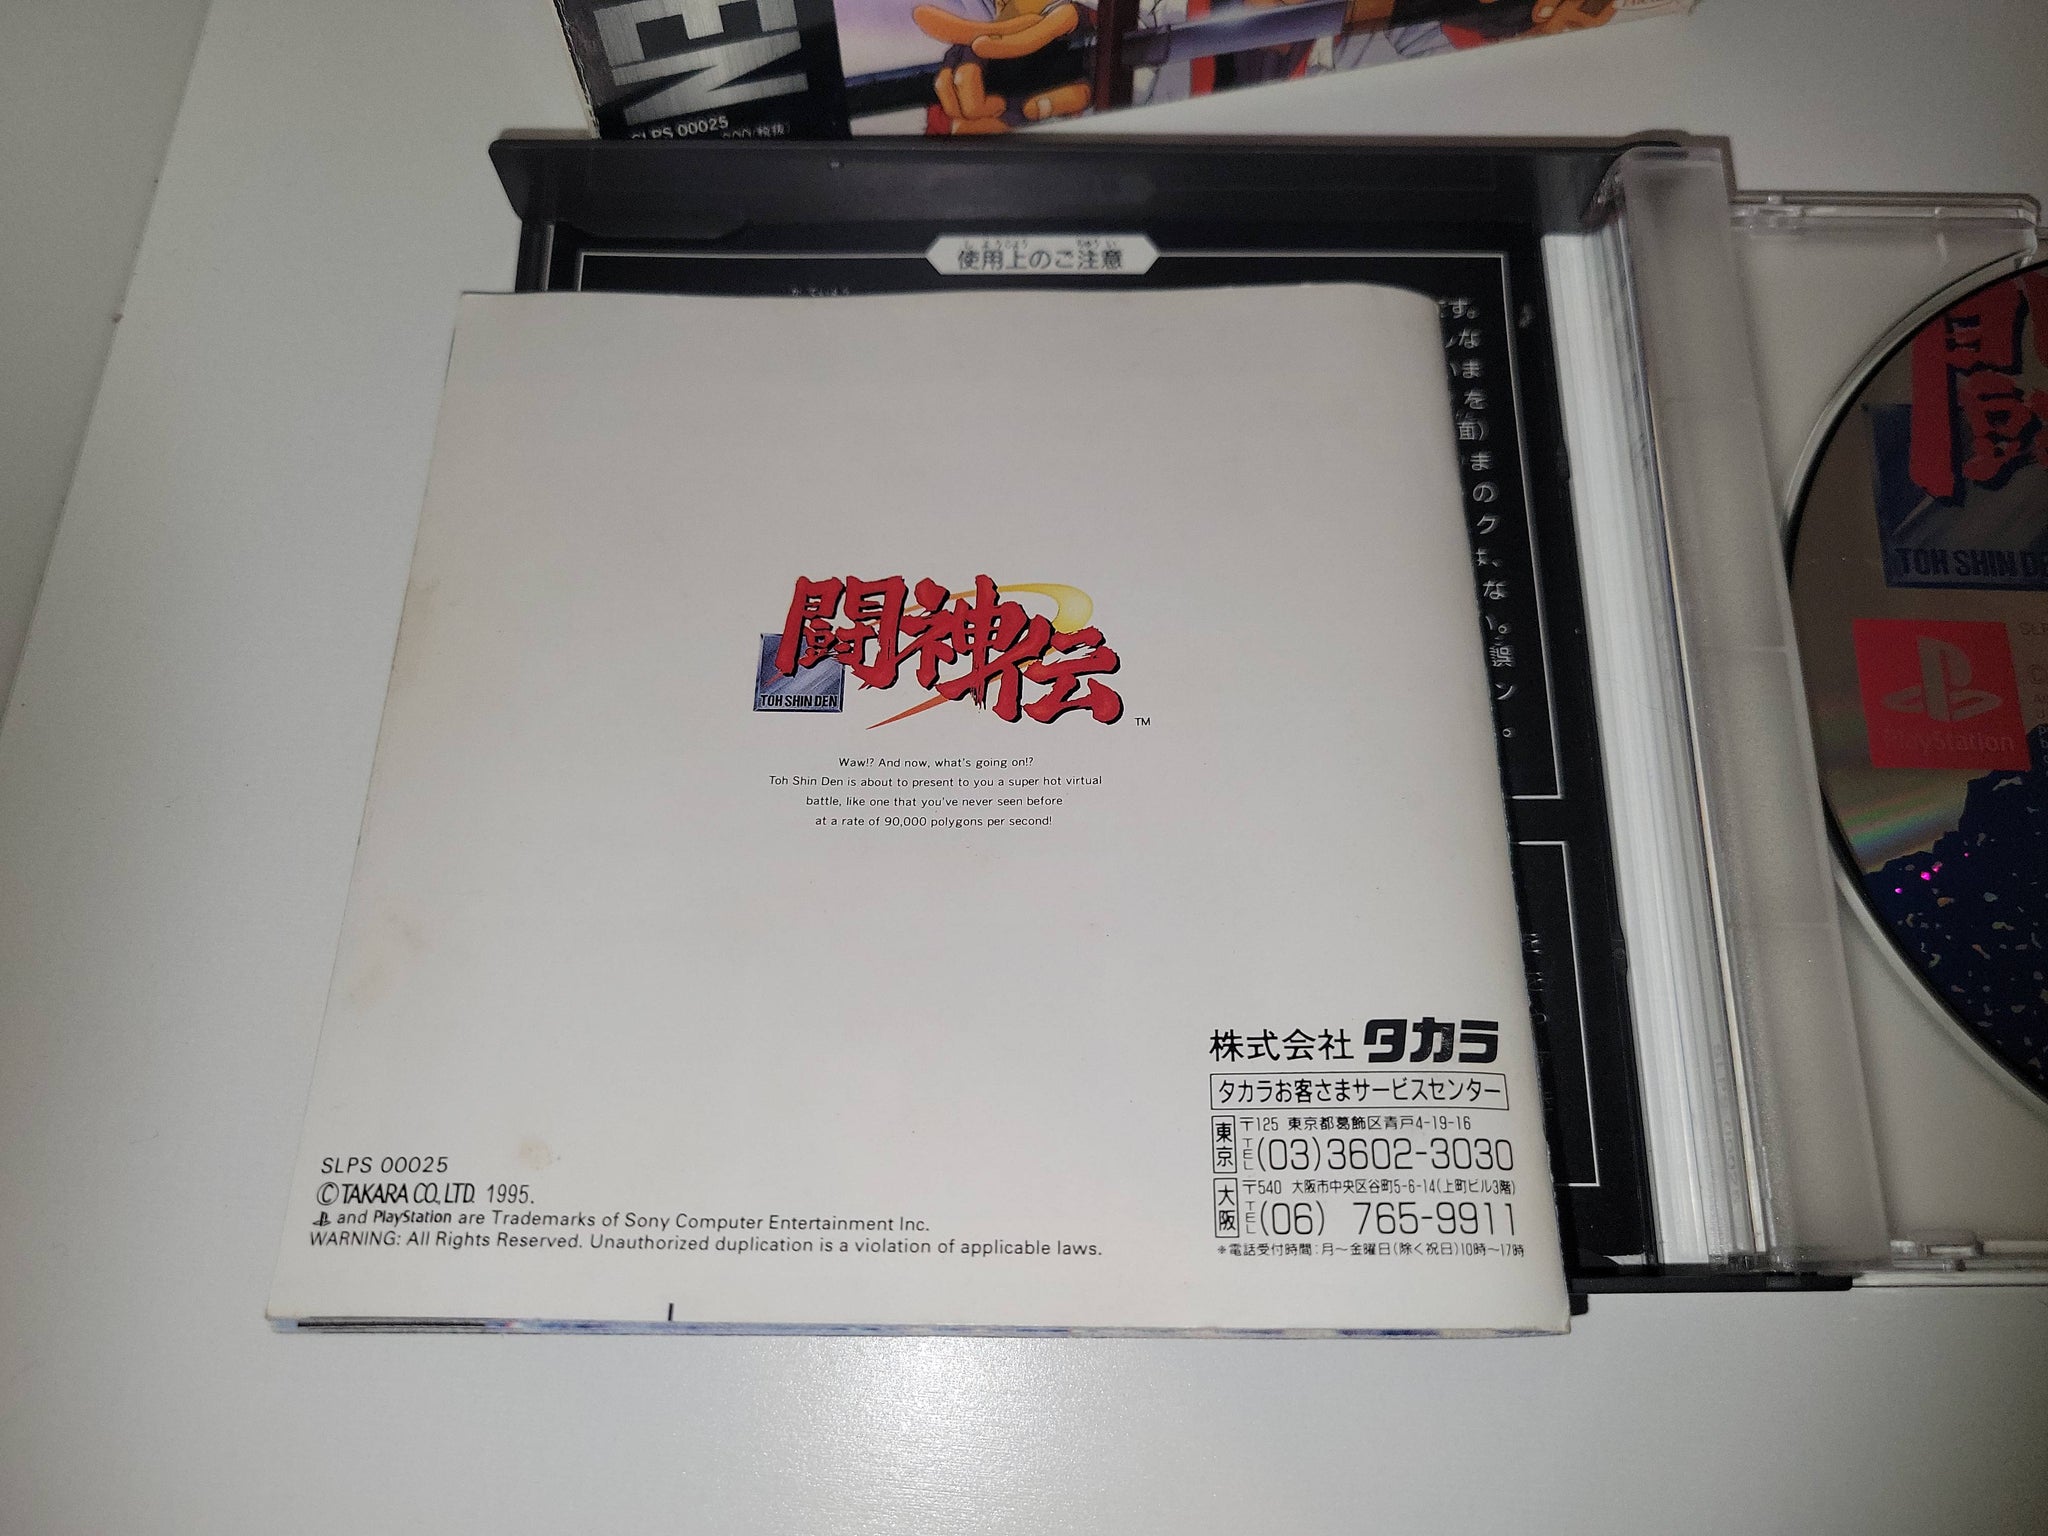 EN
SLPS 00025
使用上のご注意
闘神伝
TOH SHIN DEN
TM
Waw!? And now, what's going on!?
Toh Shin Den is about to present to you a super hot virtual
battle, like one that you've never seen before
at a rate of 90,000 polygons per second!
株式会社 タカラ
タカラお客さまサービスセンター
東京 〒125 東京都葛飾区青戸4-19-16
TEL (03)3602-3030
大阪 〒540 大阪市中央区谷町5-6-14(上町ビル3階)
TEL (06) 765-9911
※電話受付時間:月〜金曜日(除く祝日)10時〜17時
SLPS 00025
©TAKARA CO.,LTD. 1995.
and PlayStation are Trademarks of Sony Computer Entertainment Inc.
WARNING: All Rights Reserved. Unauthorized duplication is a violation of applicable laws.
闘
TOH SHIN DE
PlayStation